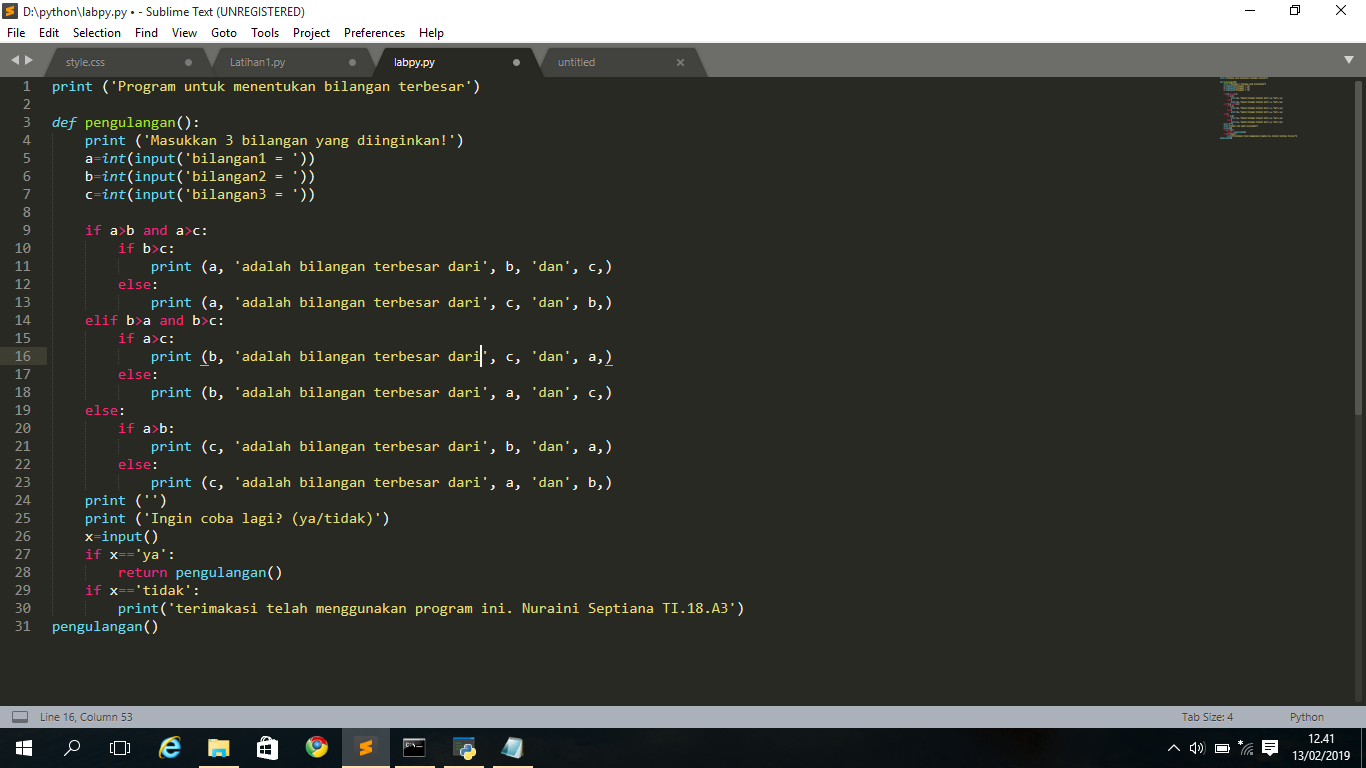 D:\python\labpy.py • - Sublime Text (UNREGISTERED)
File Edit Selection Find View Goto Tools Project Preferences Help
style.css Latihan1.py labpy.py untitled
1 print ('Program untuk menentukan bilangan terbesar')
2
3 def pengulangan():
4     print ('Masukkan 3 bilangan yang diinginkan!')
5     a=int(input('bilangan1 = '))
6     b=int(input('bilangan2 = '))
7     c=int(input('bilangan3 = '))
8
9     if a>b and a>c:
10         if b>c:
11             print (a, 'adalah bilangan terbesar dari', b, 'dan', c,)
12         else:
13             print (a, 'adalah bilangan terbesar dari', c, 'dan', b,)
14     elif b>a and b>c:
15         if a>c:
16             print (b, 'adalah bilangan terbesar dari', c, 'dan', a,)
17         else:
18             print (b, 'adalah bilangan terbesar dari', a, 'dan', c,)
19     else:
20         if a>b:
21             print (c, 'adalah bilangan terbesar dari', b, 'dan', a,)
22         else:
23             print (c, 'adalah bilangan terbesar dari', a, 'dan', b,)
24     print ('')
25     print ('Ingin coba lagi? (ya/tidak)')
26     x=input()
27     if x=='ya':
28         return pengulangan()
29     if x=='tidak':
30         print('terimakasi telah menggunakan program ini. Nuraini Septiana TI.18.A3')
31 pengulangan()
Line 16, Column 53 Tab Size: 4 Python
12.41
13/02/2019